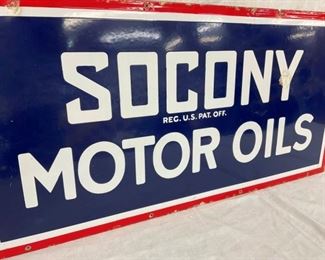 SOCONY
REG. U.S. PAT. OFF.
MOTOR OILS